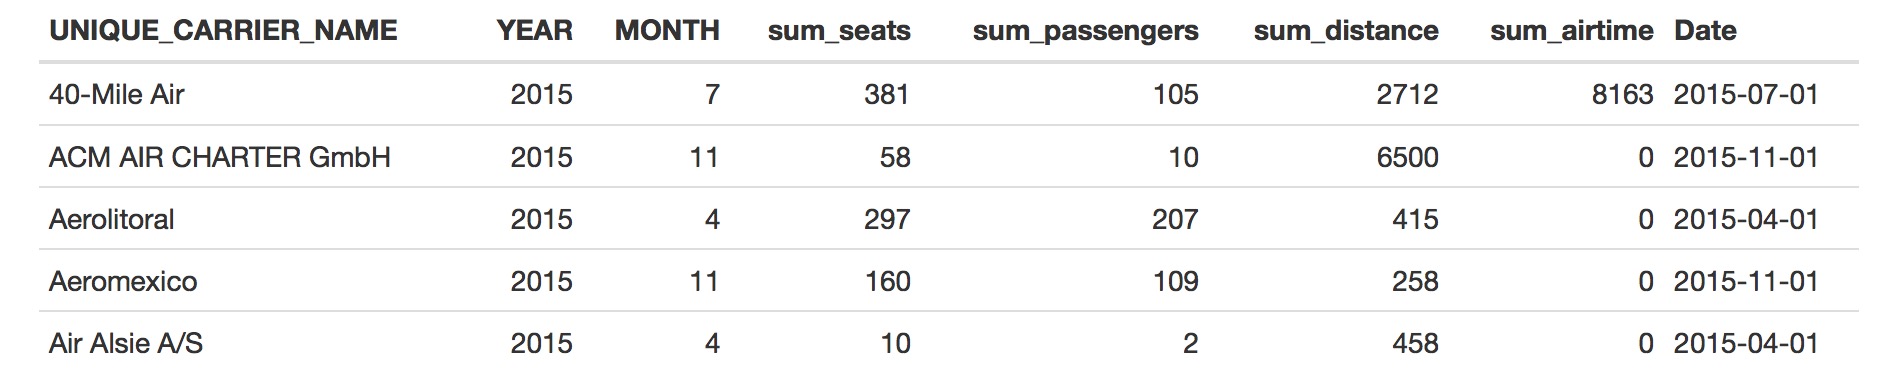 UNIQUE_CARRIER_NAME YEAR MONTH sum_seats sum_passengers sum_distance sum_airtime Date
40-Mile Air 2015 7 381 105 2712 8163 2015-07-01
ACM AIR CHARTER GmbH 2015 11 58 10 6500 0 2015-11-01
Aerolitoral 2015 4 297 207 415 0 2015-04-01
Aeromexico 2015 11 160 109 258 0 2015-11-01
Air Alsie A/S 2015 4 10 2 458 0 2015-04-01